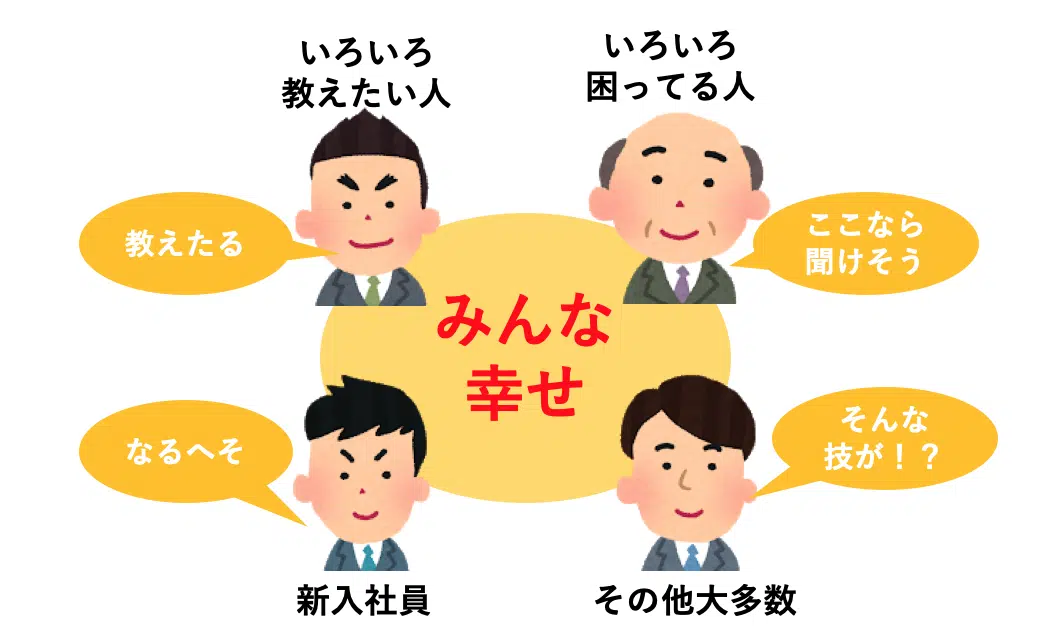 いろいろ
教えたい人
いろいろ
困ってる人
教えたる
ここなら
聞けそう
みんな
幸せ
なるへそ
そんな
技が！？
新入社員
その他大多数